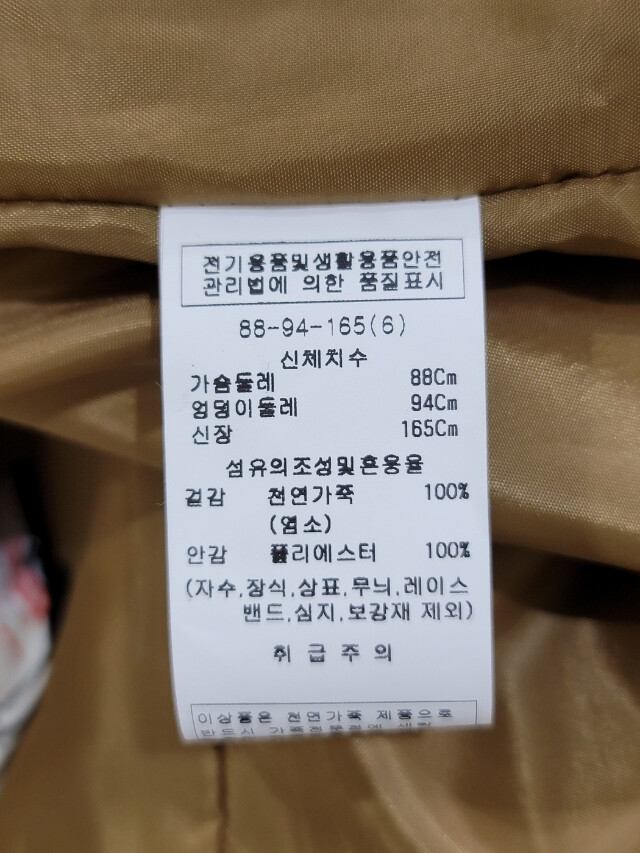 전기용품및생활용품안전
관리법에 의한 품질표시
88-94-165(6)
신체치수
가슴둘레 88Cm
엉덩이둘레 94Cm
신장 165Cm
섬유의조성및혼용율
겉감 천연가죽 100%
(염소)
안감 폴리에스터 100%
(자수,장식,상표,무늬,레이스
밴드,심지,보강재 제외)
취급주의
이상품은 천연가죽 제품으로